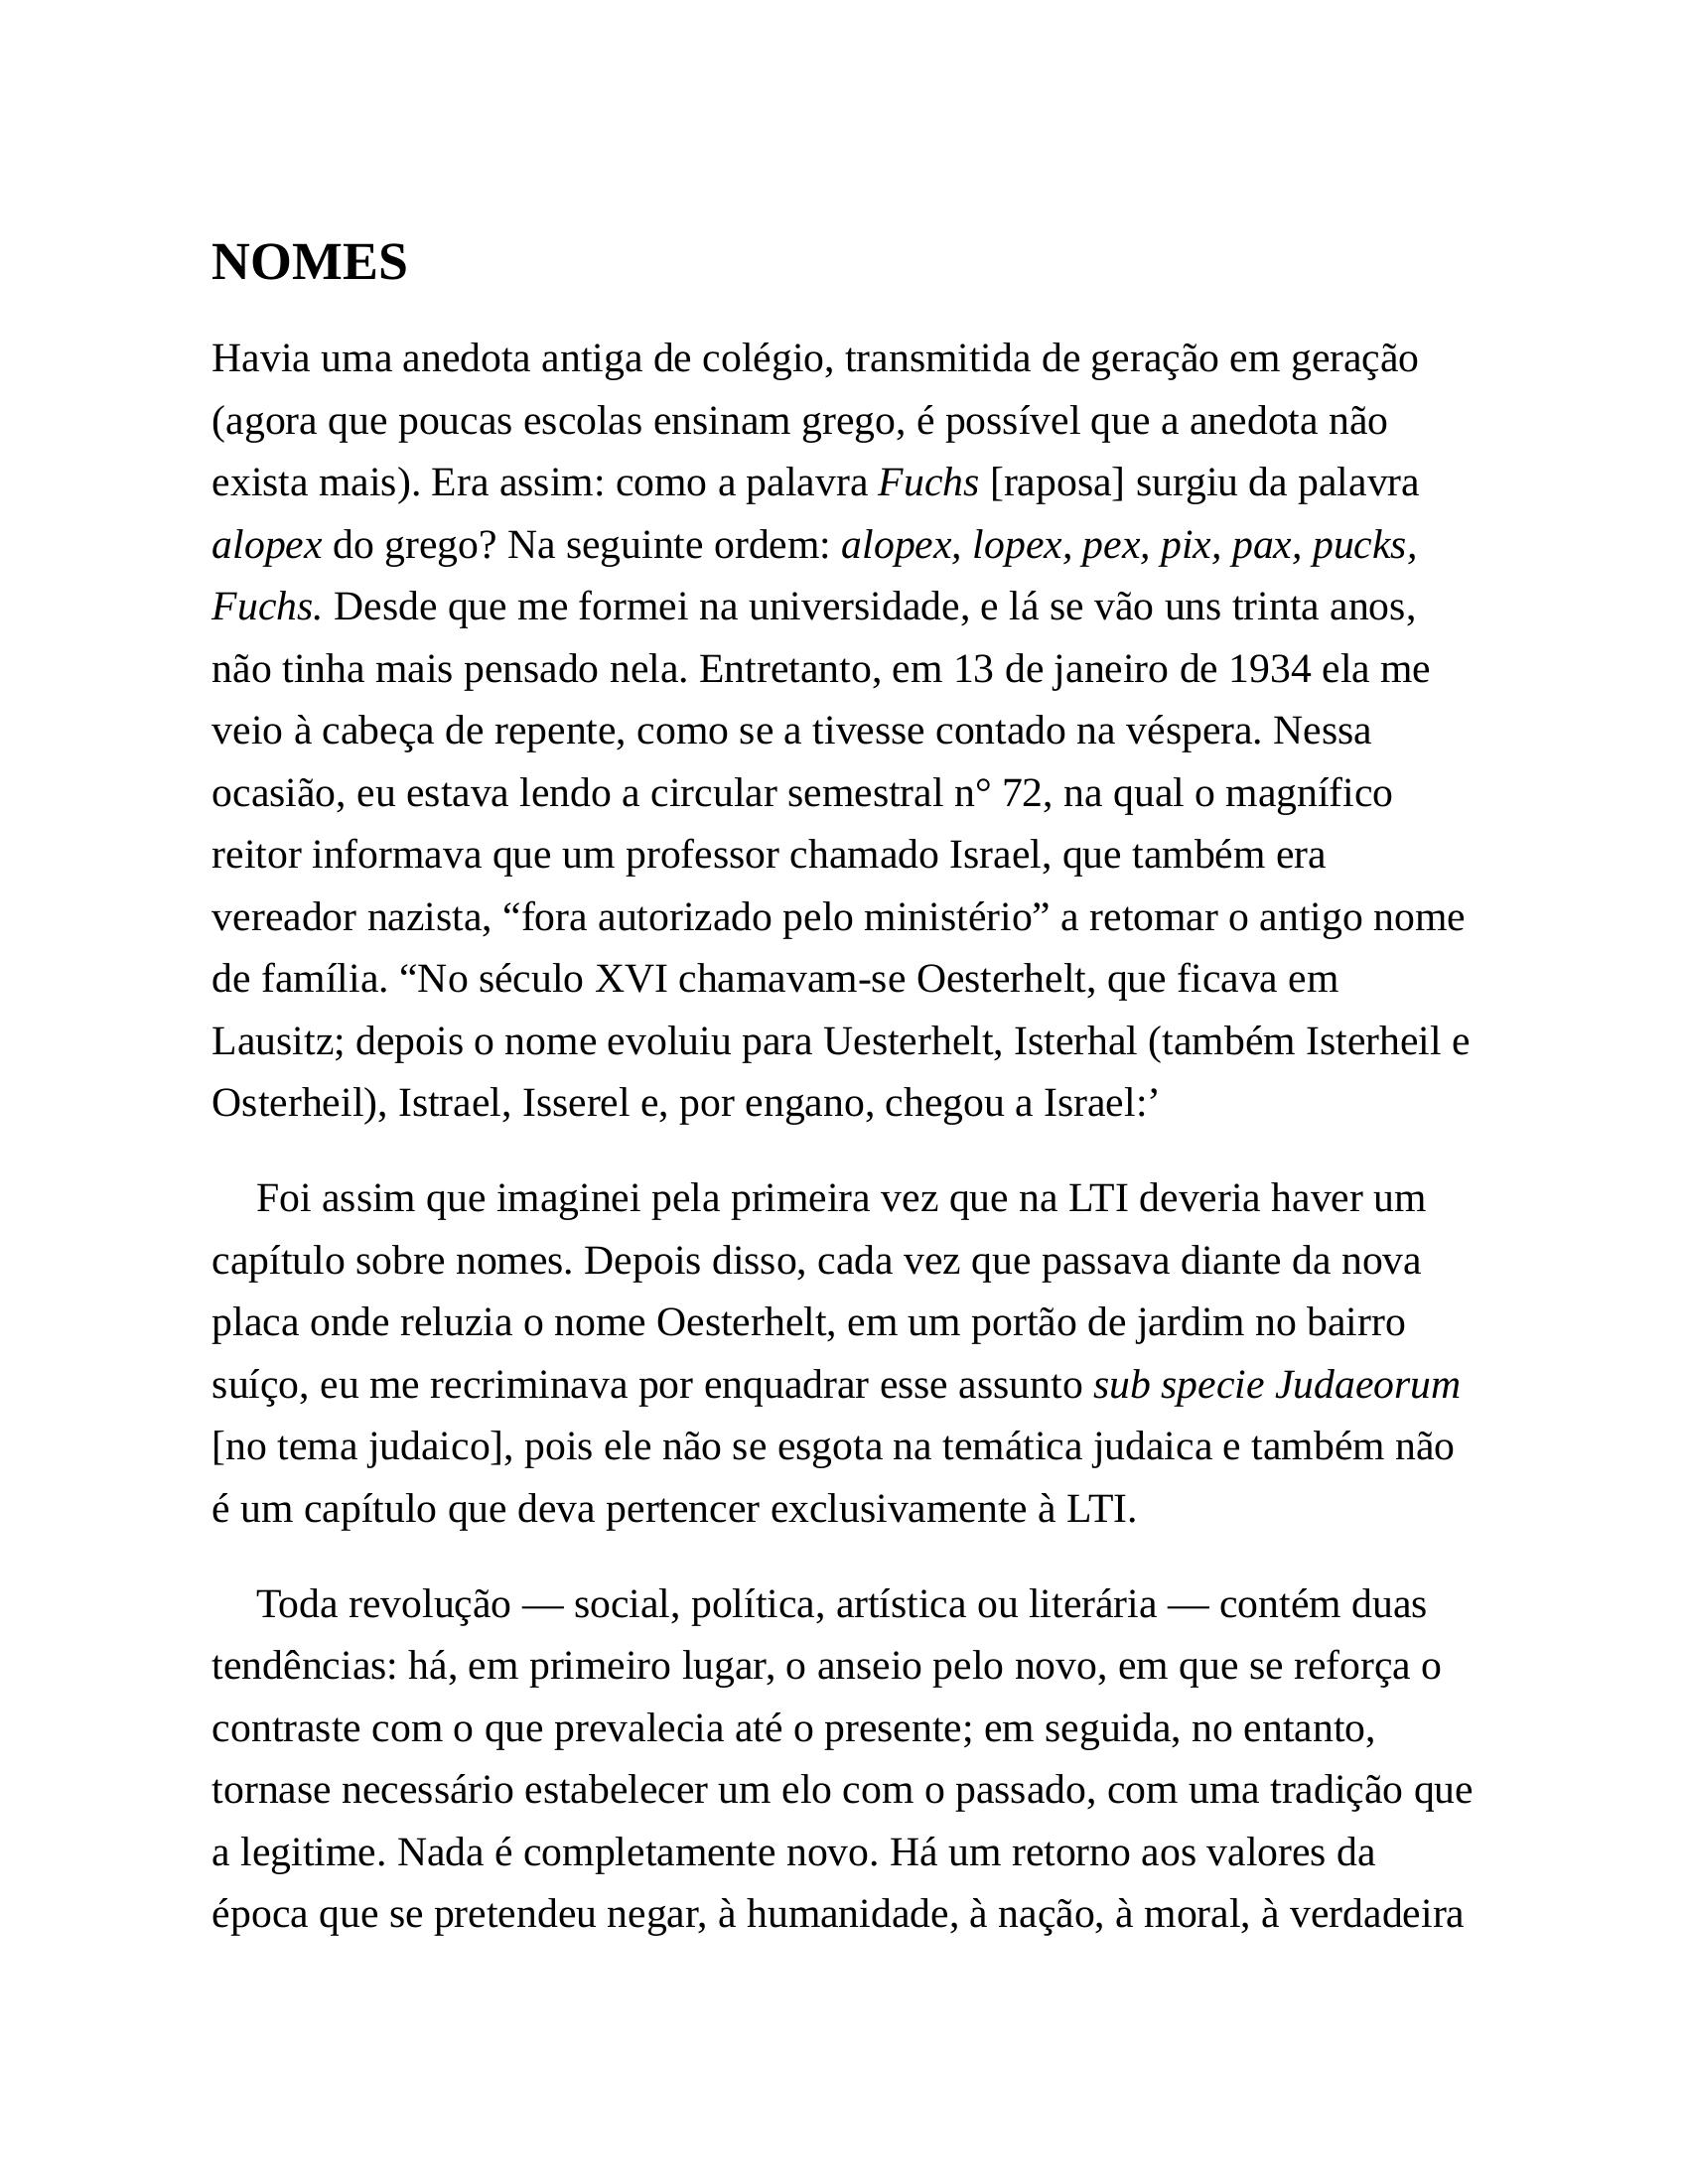 NOMES
Havia uma anedota antiga de colégio, transmitida de geração em geração
(agora que poucas escolas ensinam grego, é possível que a anedota não
exista mais). Era assim: como a palavra Fuchs [raposa] surgiu da palavra
alopex do grego? Na seguinte ordem: alopex, lopex, pex, pix, pax, pucks,
Fuchs. Desde que me formei na universidade, e lá se vão uns trinta anos,
não tinha mais pensado nela. Entretanto, em 13 de janeiro de 1934 ela me
veio à cabeça de repente, como se a tivesse contado na véspera. Nessa
ocasião, eu estava lendo a circular semestral n° 72, na qual o magnífico
reitor informava que um professor chamado Israel, que também era
vereador nazista, “fora autorizado pelo ministério” a retomar o antigo nome
de família. “No século XVI chamavam-se Oesterhelt, que ficava em
Lausitz; depois o nome evoluiu para Uesterhelt, Isterhal (também Isterheil e
Osterheil), Istrael, Isserel e, por engano, chegou a Israel:’
Foi assim que imaginei pela primeira vez que na LTI deveria haver um
capítulo sobre nomes. Depois disso, cada vez que passava diante da nova
placa onde reluzia o nome Oesterhelt, em um portão de jardim no bairro
suíço, eu me recriminava por enquadrar esse assunto sub specie Judaeorum
[no tema judaico], pois ele não se esgota na temática judaica e também não
é um capítulo que deva pertencer exclusivamente à LTI.
Toda revolução — social, política, artística ou literária — contém duas
tendências: há, em primeiro lugar, o anseio pelo novo, em que se reforça o
contraste com o que prevalecia até o presente; em seguida, no entanto,
tornase necessário estabelecer um elo com o passado, com uma tradição que
a legitime. Nada é completamente novo. Há um retorno aos valores da
época que se pretendeu negar, à humanidade, à nação, à moral, à verdadeira